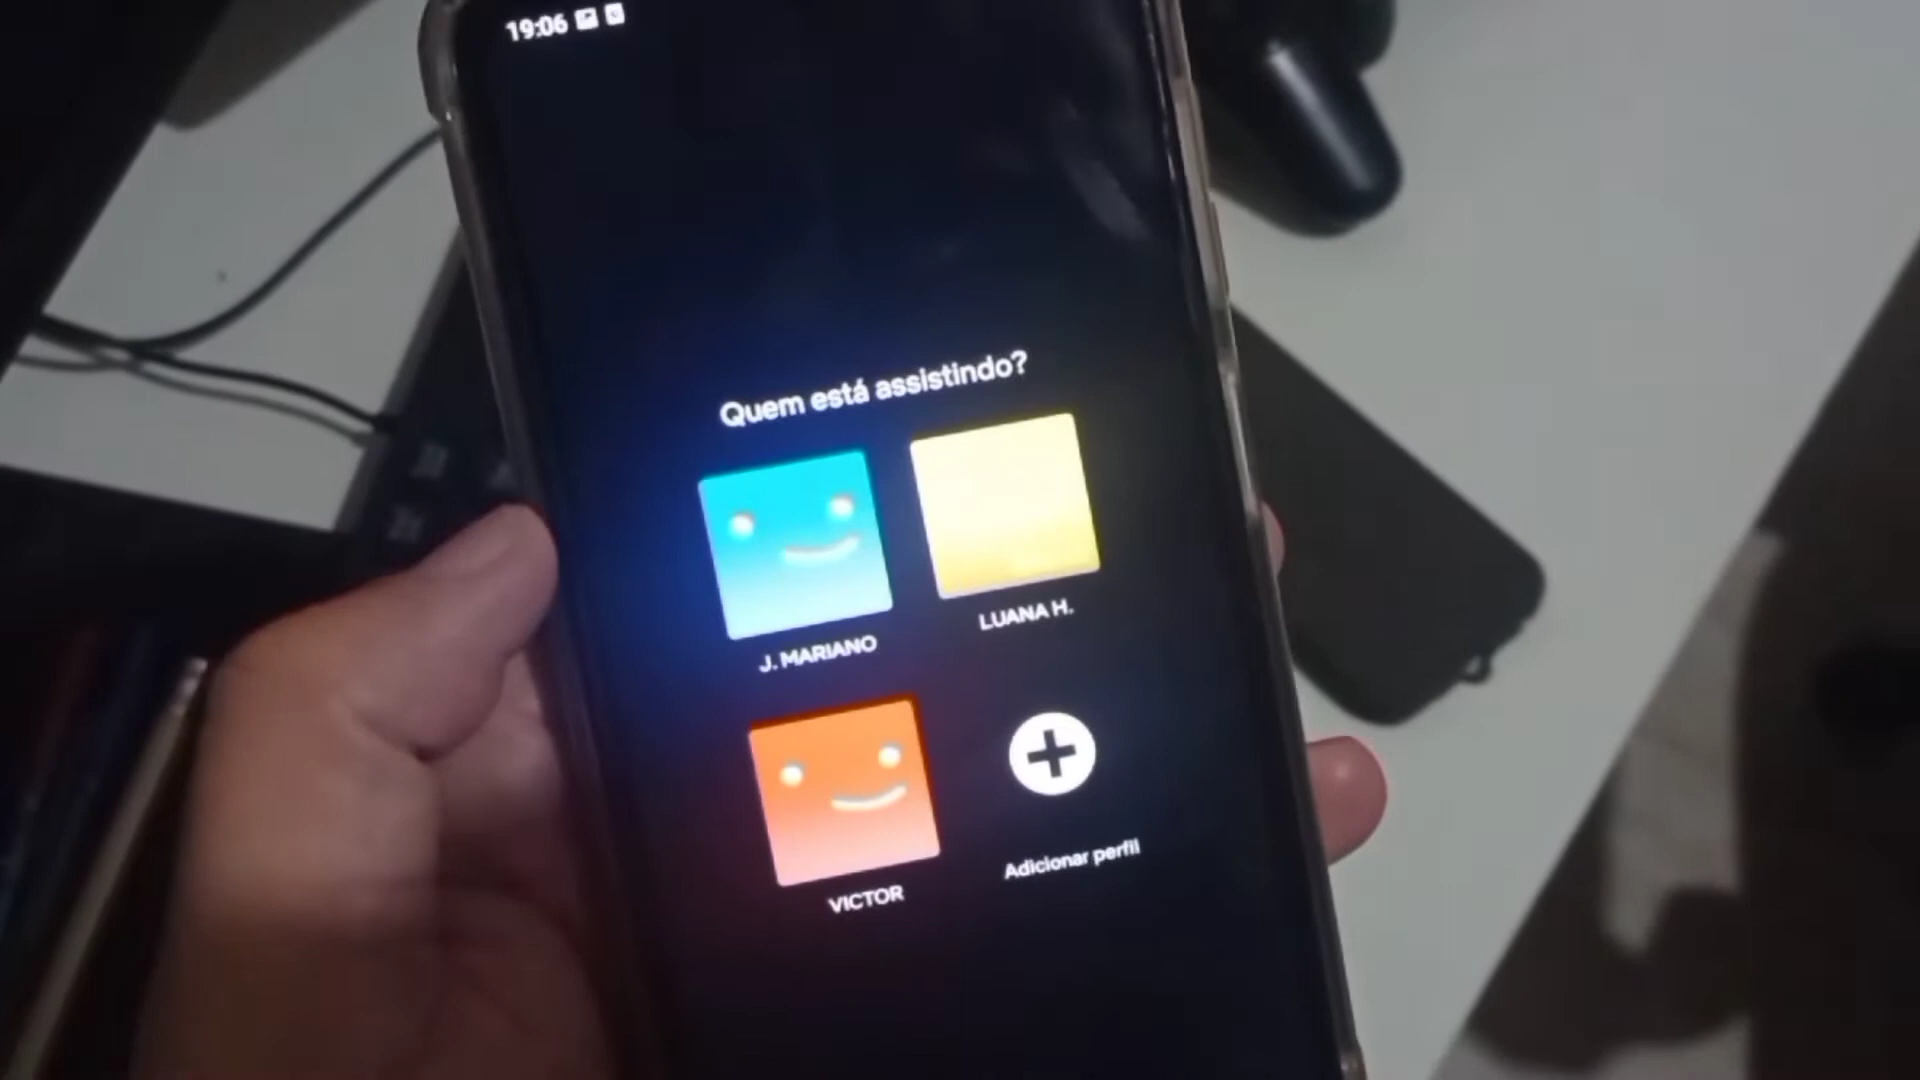 19:06
Quem está assistindo?
J. MARIANO
LUANA H.
VICTOR
Adicionar perfil